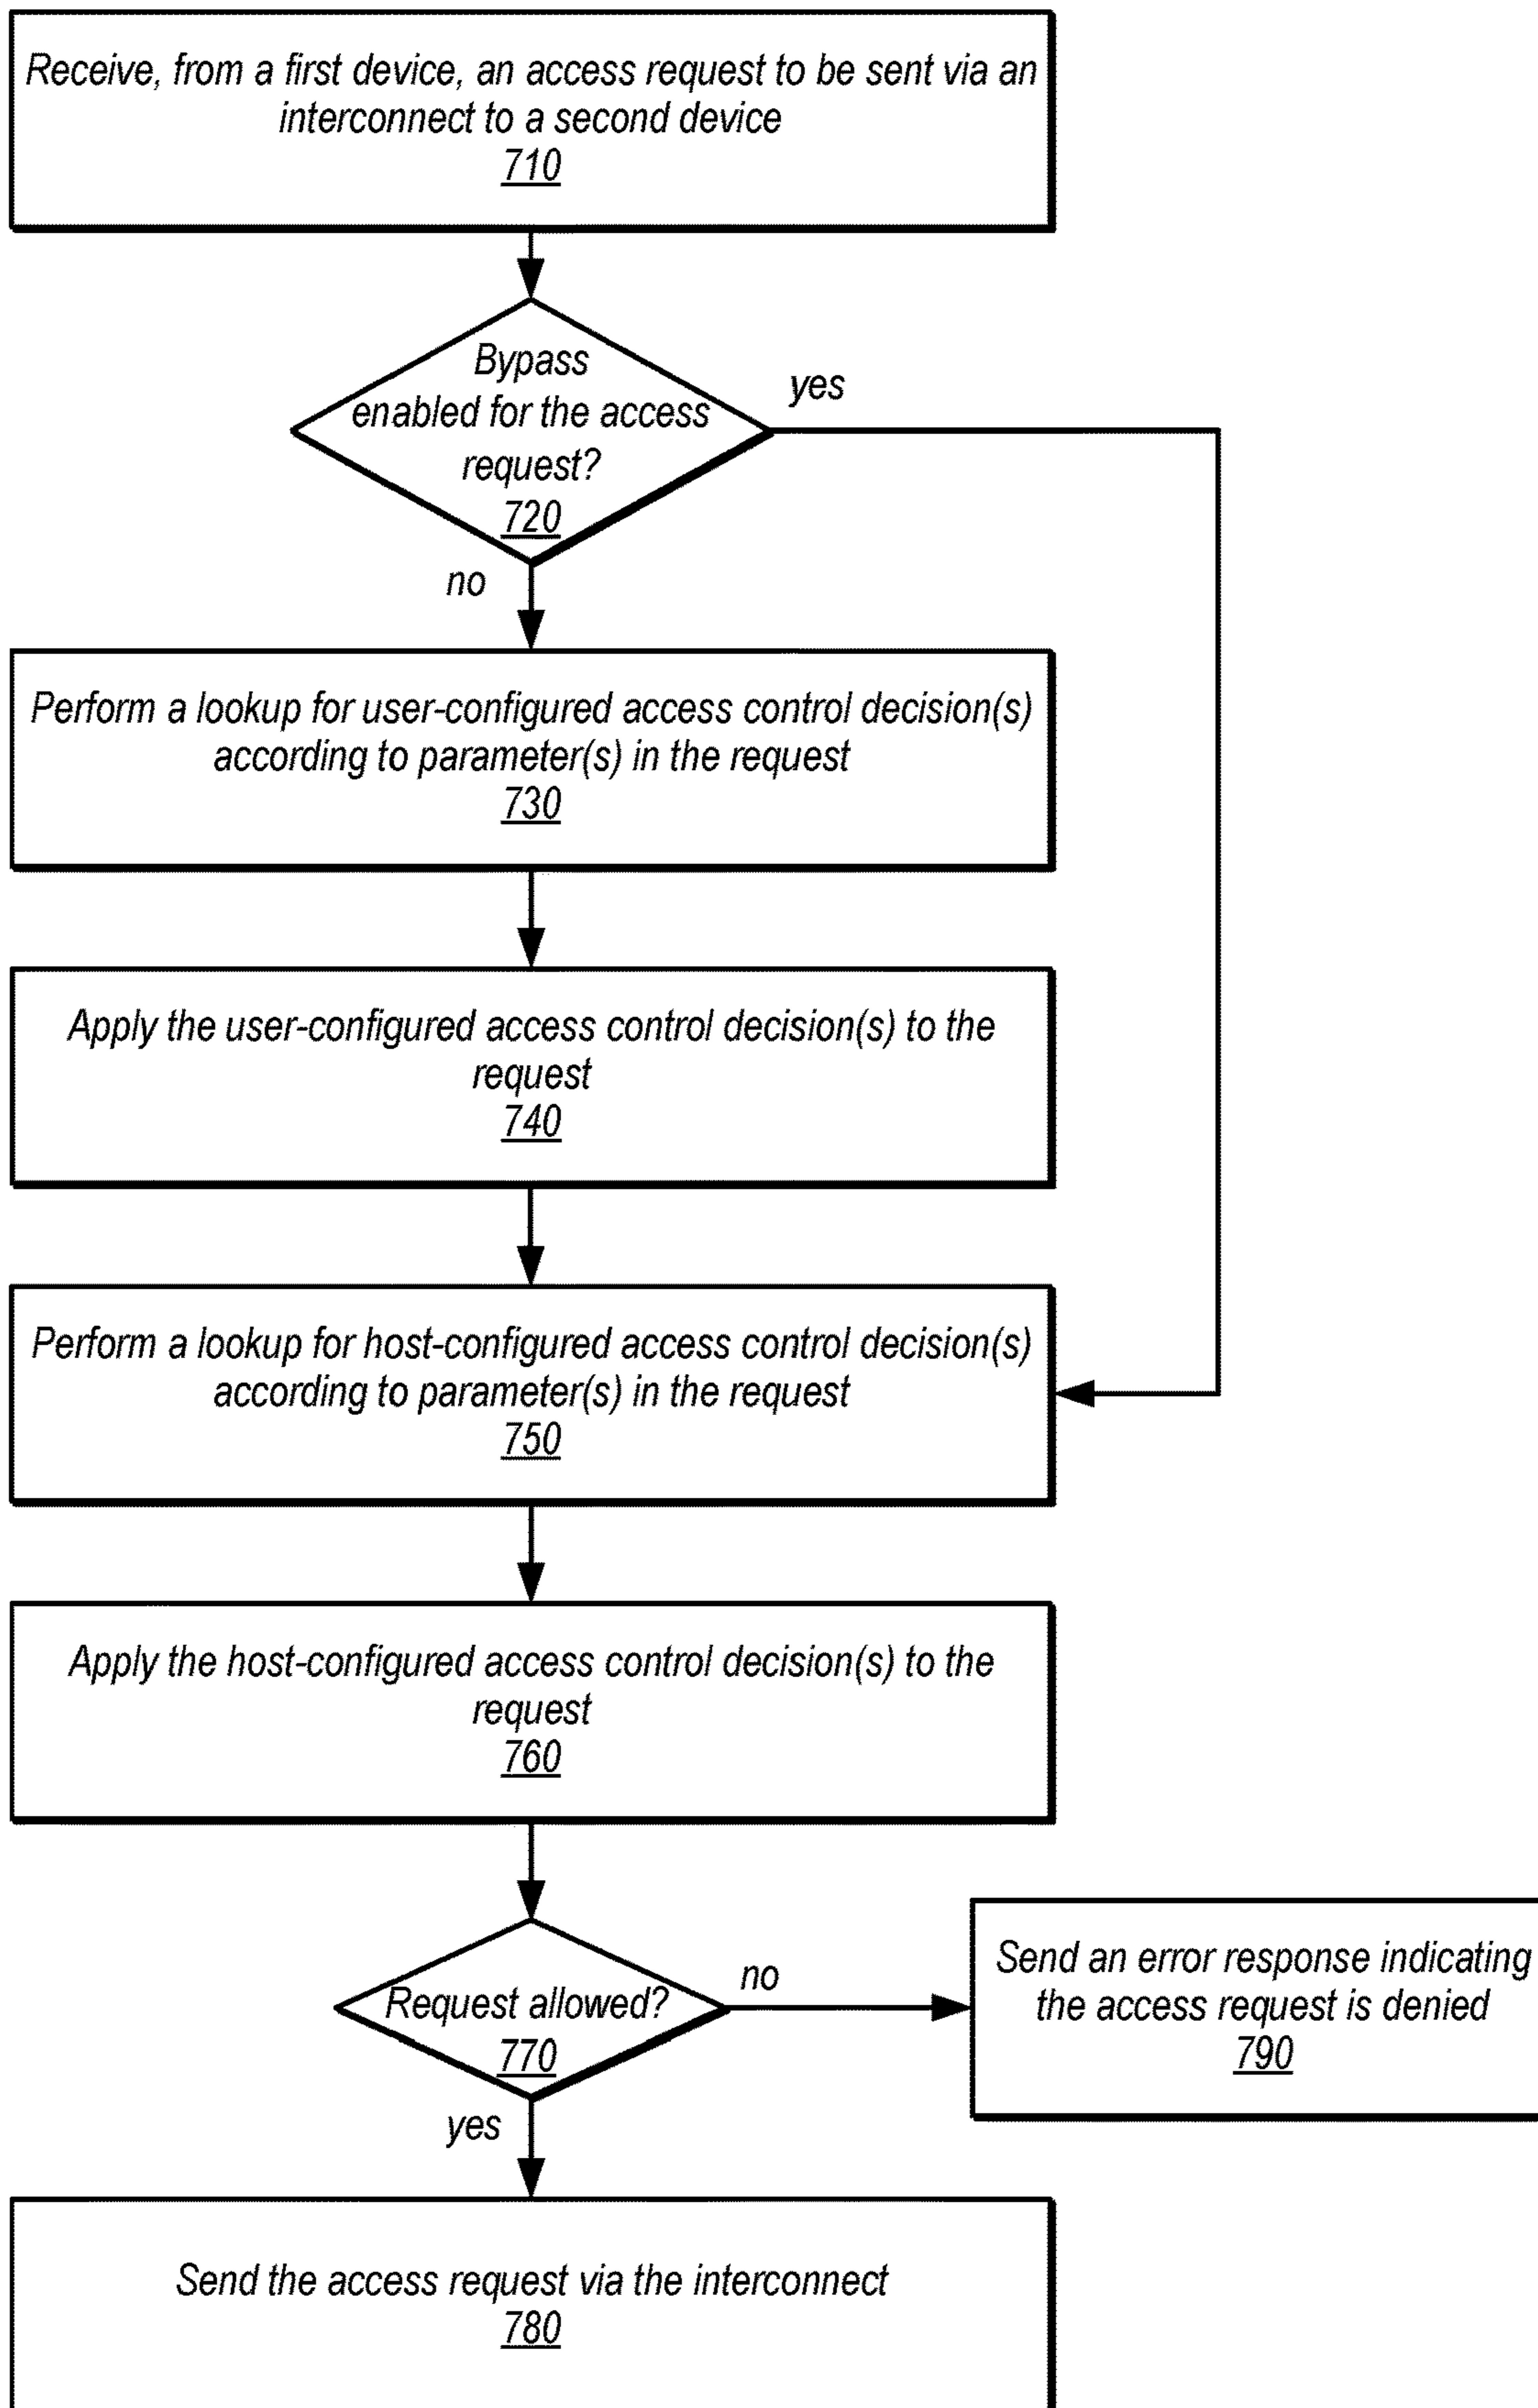 Receive, from a first device, an access request to be sent via an
interconnect to a second device
710
Bypass
enabled for the access
request?
720
yes
no
Perform a lookup for user-configured access control decision(s)
according to parameter(s) in the request
730
Apply the user-configured access control decision(s) to the
request
740
Perform a lookup for host-configured access control decision(s)
according to parameter(s) in the request
750
Apply the host-configured access control decision(s) to the
request
760
Request allowed?
770
no
Send an error response indicating
the access request is denied
790
yes
Send the access request via the interconnect
780